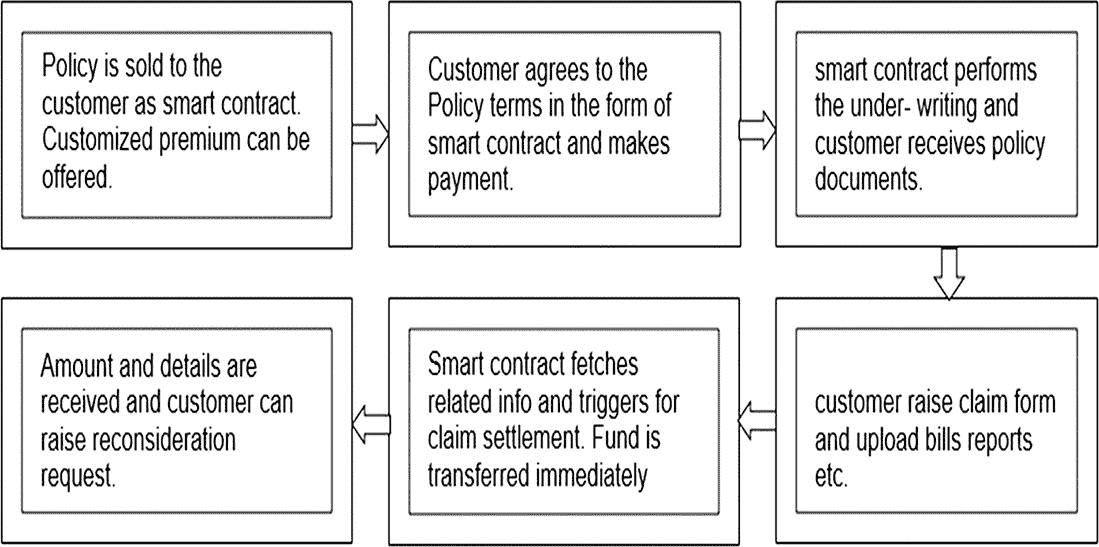 Policy is sold to the
customer as smart contract.
Customized premium can be
offered.
Customer agrees to the
Policy terms in the form of
smart contract and makes
payment.
smart contract performs
the under- writing and
customer receives policy
documents.
customer raise claim form
and upload bills reports
etc.
Smart contract fetches
related info and triggers for
claim settlement. Fund is
transferred immediately
Amount and details are
received and customer can
raise reconsideration
request.